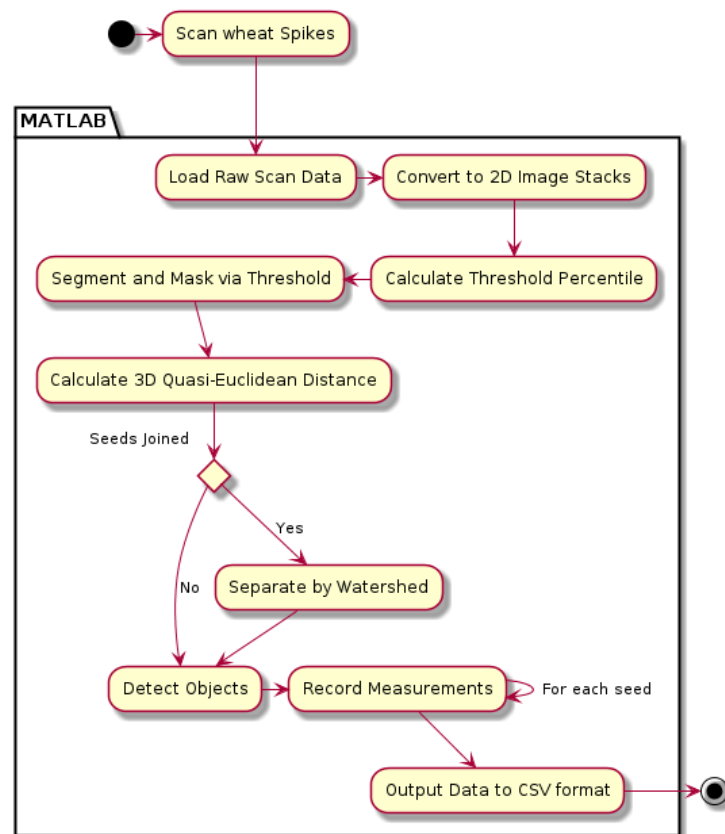 Scan wheat Spikes
MATLAB
Load Raw Scan Data
Convert to 2D Image Stacks
Segment and Mask via Threshold
Calculate Threshold Percentile
Calculate 3D Quasi-Euclidean Distance
Seeds Joined
Yes
No
Separate by Watershed
Detect Objects
Record Measurements
For each seed
Output Data to CSV format